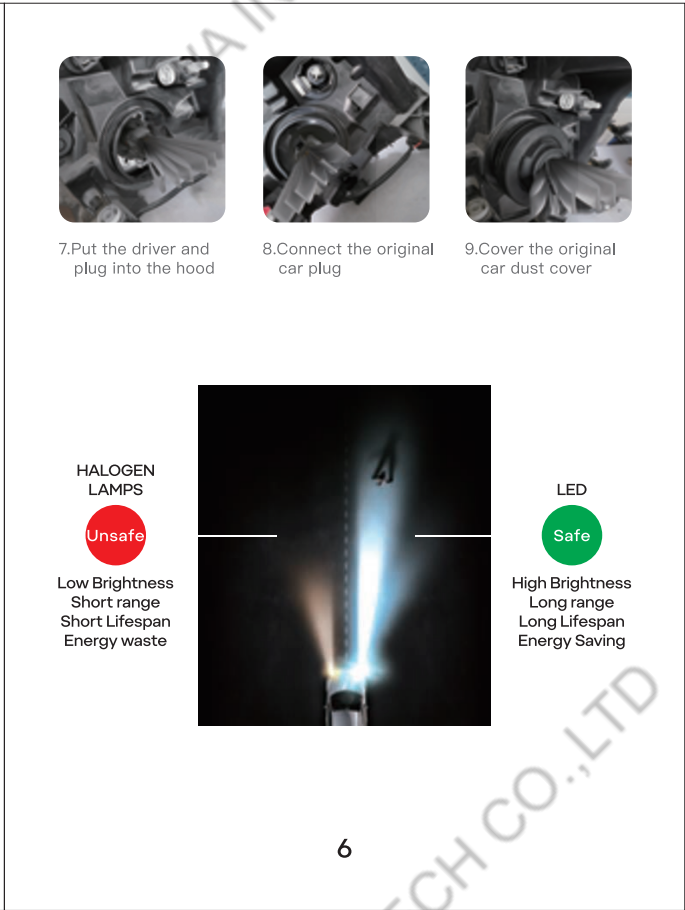 7.Put the driver and
plug into the hood
8.Connect the original
car plug
9.Cover the original
car dust cover
HALOGEN
LAMPS
Unsafe
Low Brightness
Short range
Short Lifespan
Energy waste
LED
Safe
High Brightness
Long range
Long Lifespan
Energy Saving
6
TECH CO.,LTD